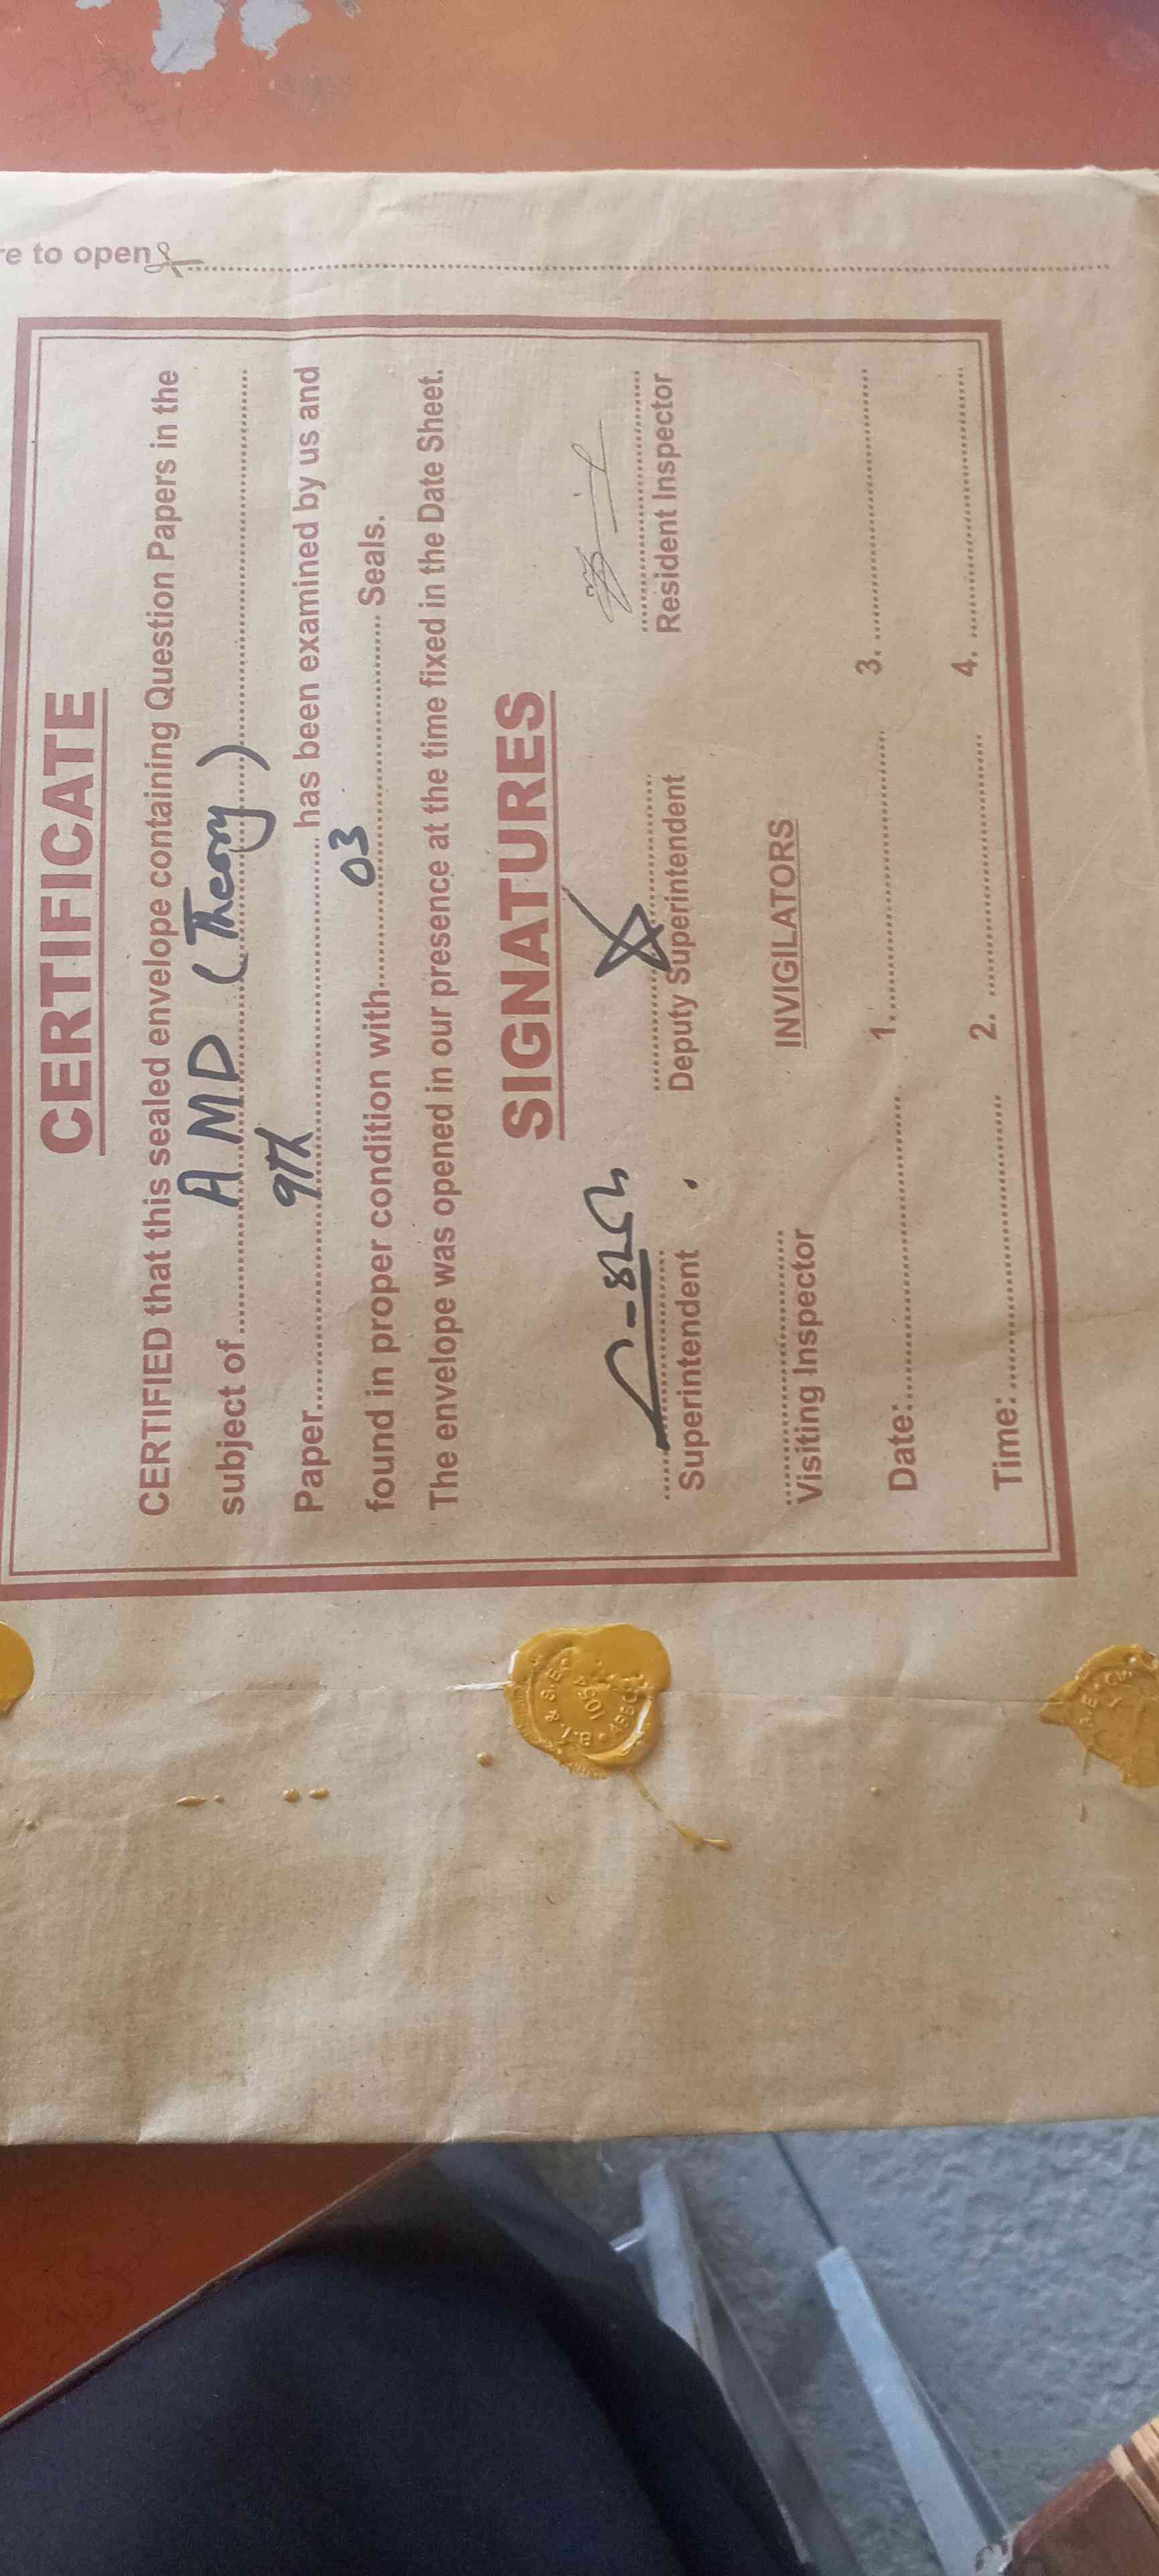 re to open
CERTIFICATE
CERTIFIED that this sealed envelope containing Question Papers in the
subject of AMD (Theory)
Paper 9th has been examined by us and
found in proper condition with 03 Seals.
The envelope was opened in our presence at the time fixed in the Date Sheet.
SIGNATURES
Superintendent Deputy Superintendent Resident Inspector
INVIGILATORS
Visiting Inspector
Date: 1. 3.
Time: 2. 4.
B.I. & S.E.
1054